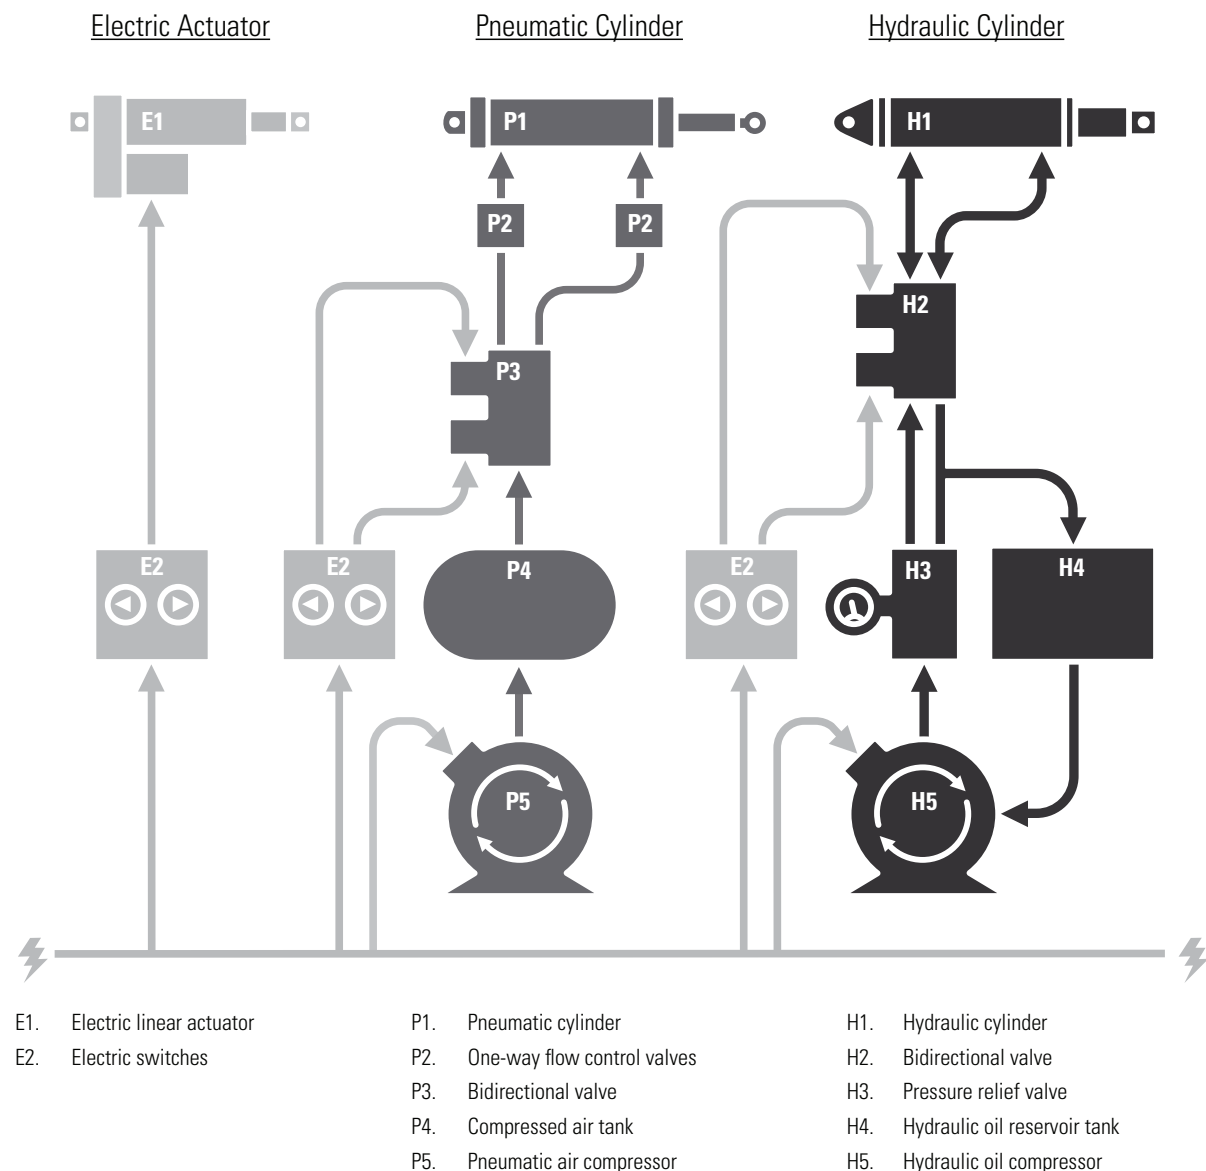 Electric Actuator
Pneumatic Cylinder
Hydraulic Cylinder
E1
P1
H1
P2
P2
H2
P3
E2
E2
P4
E2
H3
H4
P5
H5
E1. Electric linear actuator
E2. Electric switches
P1. Pneumatic cylinder
P2. One-way flow control valves
P3. Bidirectional valve
P4. Compressed air tank
P5. Pneumatic air compressor
H1. Hydraulic cylinder
H2. Bidirectional valve
H3. Pressure relief valve
H4. Hydraulic oil reservoir tank
H5. Hydraulic oil compressor